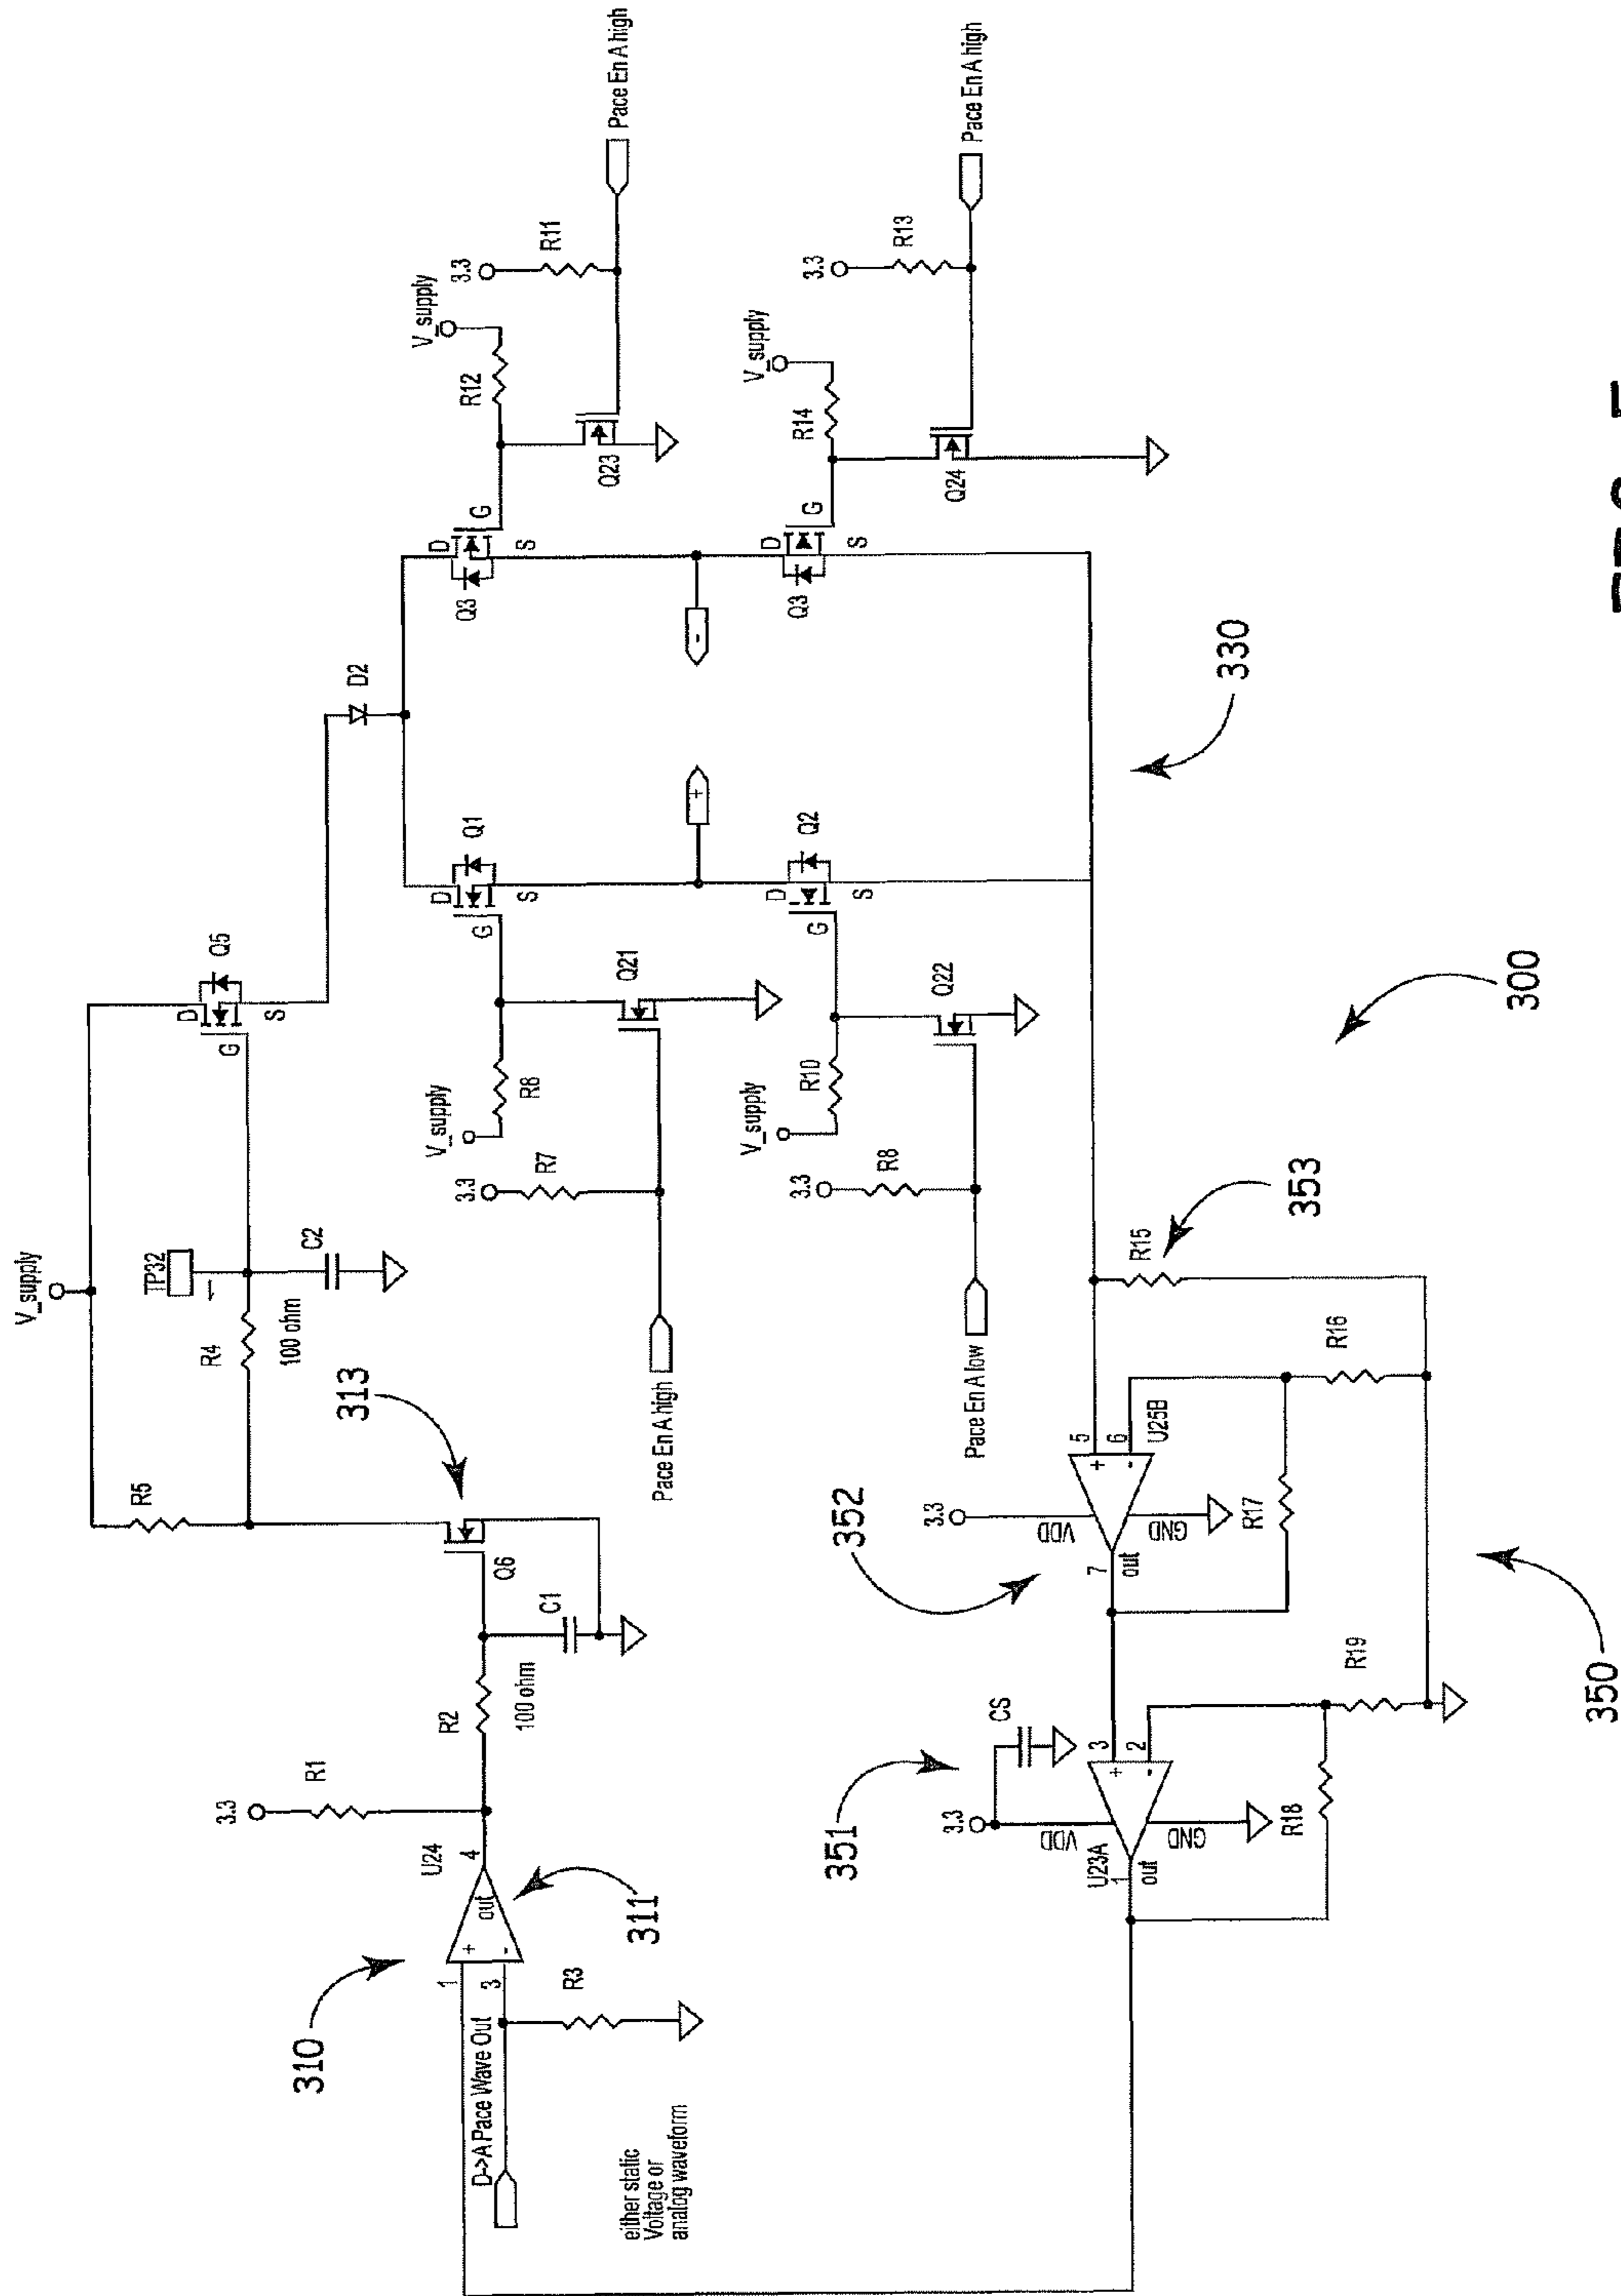 V_supply
R5
R4
100 ohm
TP32
C2
D
G
S
Q5
D2
3.3
R1
U24
4
out
+
-
1
3
310
311
D->A Pace Wave Out
R3
either static
Voltage or
analog waveform
R2
100 ohm
C1
Q6
313
V_supply
R6
3.3
R7
Pace En A high
Q21
D
G
S
Q1
+
-
D
G
S
Q3
V_supply
R12
3.3
R11
Q23
Pace En A high
V_supply
R10
3.3
R8
Pace En A low
Q22
D
G
S
Q2
D
G
S
Q3
V_supply
R14
3.3
R13
Q24
Pace En A high
330
300
351
3.3
CS
VDD
GND
U23A
1
out
3
+
2
-
R18
R19
352
3.3
VDD
GND
7
out
5
+
6
-
U25B
R17
R16
R15
353
350